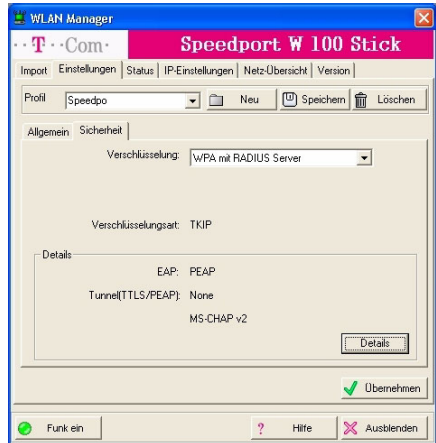 WLAN Manager
··T··Com· Speedport W 100 Stick
Import Einstellungen Status IP-Einstellungen Netz-Übersicht Version
Profil Speedpo Neu Speichern Löschen
Allgemein Sicherheit
Verschlüsselung: WPA mit RADIUS Server
Verschlüsselungsart: TKIP
Details
EAP: PEAP
Tunnel(TTLS/PEAP): None
MS-CHAP v2
Details
Übernehmen
Funk ein ? Hilfe Ausblenden